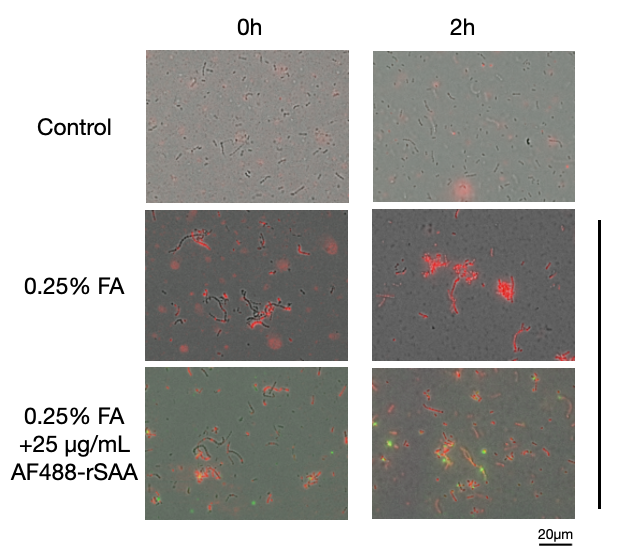 0h 2h
Control
0.25% FA
0.25% FA
+25 µg/mL
AF488-rSAA
20µm